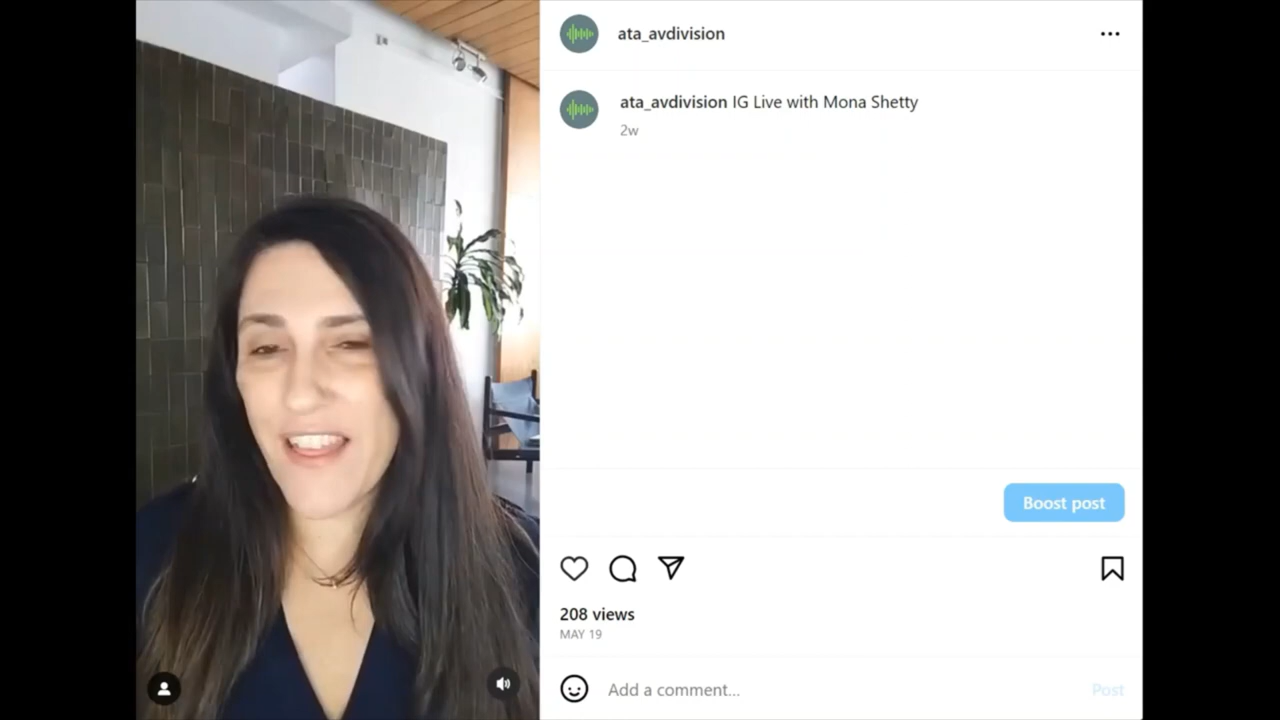 ata_avdivision
ata_avdivision IG Live with Mona Shetty
2w
Boost post
208 views
MAY 19
Add a comment...
Post